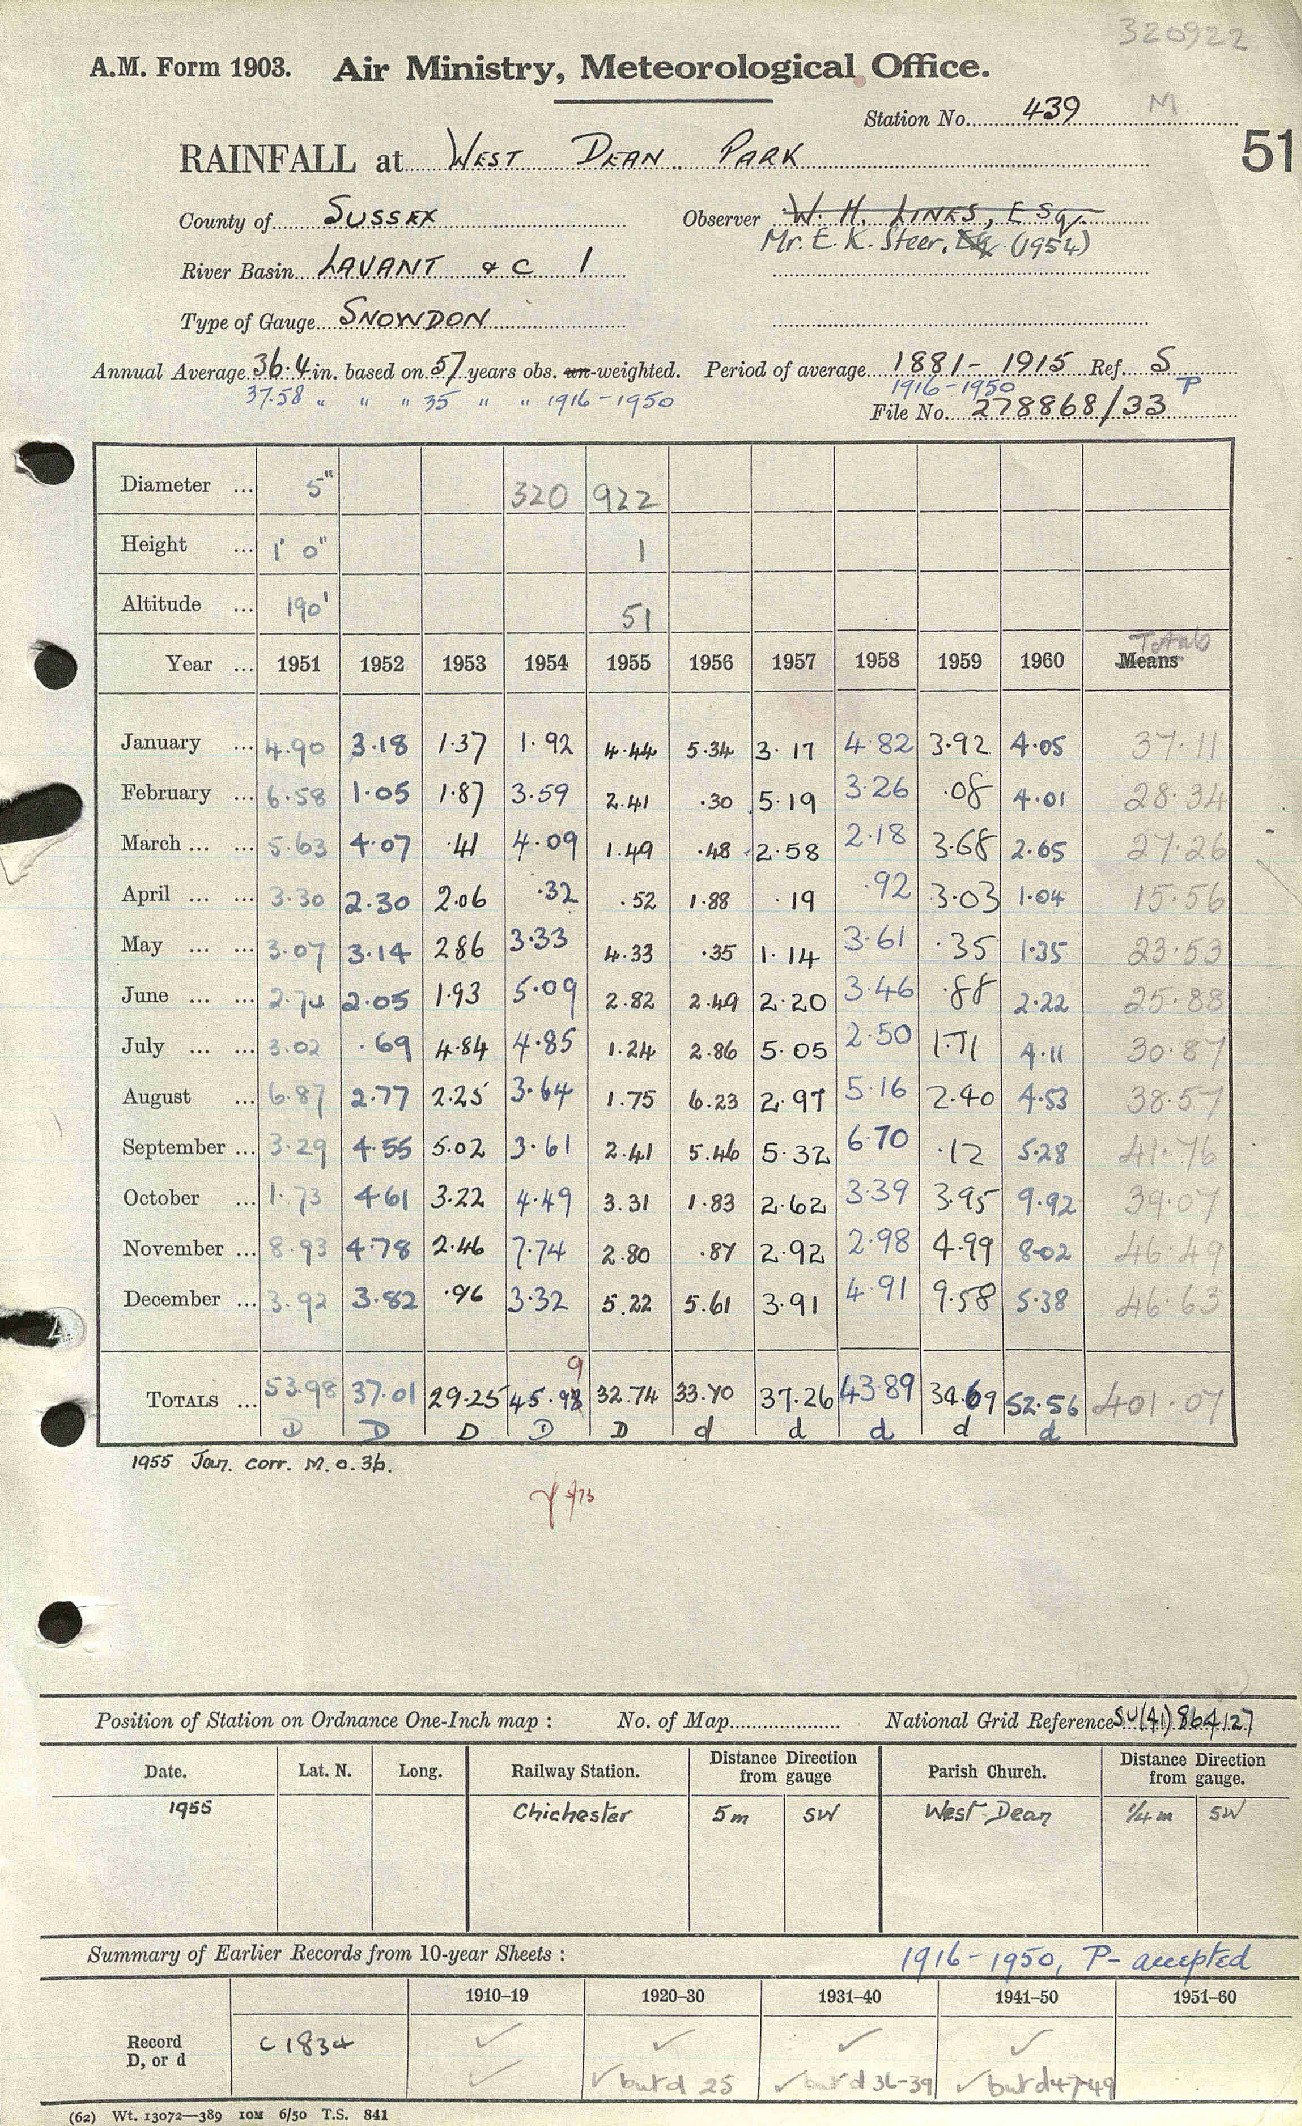 320922
A.M. Form 1903. Air Ministry, Meteorological Office.
Station No. 439 M
51
RAINFALL at West Dean Park
County of Sussex Observer W. H. Links, Esq.
Mr. E. K. Steer, Esq (1954)
River Basin Lavant & C 1
Type of Gauge Snowdon
Annual Average 36.4 in. based on 57 years obs. un-weighted. Period of average 1881-1915 Ref. S
37.58 " " " 35 " " 1916-1950 1916-1950 P
File No. 278868/33
Diameter ... 5" 320 922
Height ... 1' 0" 1
Altitude ... 190' 51
Totals
Year ... 1951 1952 1953 1954 1955 1956 1957 1958 1959 1960 Means
January ... 4.90 3.18 1.37 1.92 4.44 5.34 3.17 4.82 3.92 4.05 37.11
February ... 6.58 1.05 1.87 3.59 2.41 .30 5.19 3.26 .08 4.01 28.34
March ... ... 5.63 4.07 .41 4.09 1.49 .48 2.58 2.18 3.68 2.65 27.26
April ... ... 3.30 2.30 2.06 .32 .52 1.88 .19 .92 3.03 1.04 15.56
May ... ... 3.07 3.14 2.86 3.33 4.33 .35 1.14 3.61 .35 1.35 23.53
June ... ... 2.74 2.05 1.93 5.09 2.82 2.49 2.20 3.46 .88 2.22 25.88
July ... ... 3.02 .69 4.84 4.85 1.24 2.86 5.05 2.50 1.71 4.11 30.87
August ... 6.87 2.77 2.25 3.64 1.75 6.23 2.97 5.16 2.40 4.53 38.57
September ... 3.29 4.55 5.02 3.61 2.41 5.46 5.32 6.70 .12 5.28 41.76
October ... 1.73 4.61 3.22 4.49 3.31 1.83 2.62 3.39 3.95 9.92 39.07
November ... 8.93 4.78 2.46 7.74 2.80 .87 2.92 2.98 4.99 8.02 46.49
December ... 3.92 3.82 .96 3.32 5.22 5.61 3.91 4.91 9.58 5.38 46.63
9
Totals ... 53.98 37.01 29.25 45.98 32.74 33.70 37.26 43.89 34.69 52.56 401.07
D D D D D d d d d d
1955 Jan. corr. M.O.3b.
Position of Station on Ordnance One-Inch map : No. of Map National Grid Reference SU(41) 864127
Date. Lat. N. Long. Railway Station. Distance from gauge Direction Parish Church. Distance from gauge. Direction
1955 Chichester 5m SW West Dean 1/4 m SW
Summary of Earlier Records from 10-year Sheets : 1916-1950, P- accepted
1910–19 1920–30 1931–40 1941–50 1951–60
Record D, or d c 1834 ✓ ✓ ✓ ✓
✓ ✓ but d 25 ✓ but d 36-39 ✓ but d 47-49
(62) Wt. 13072—389 10M 6/50 T.S. 841